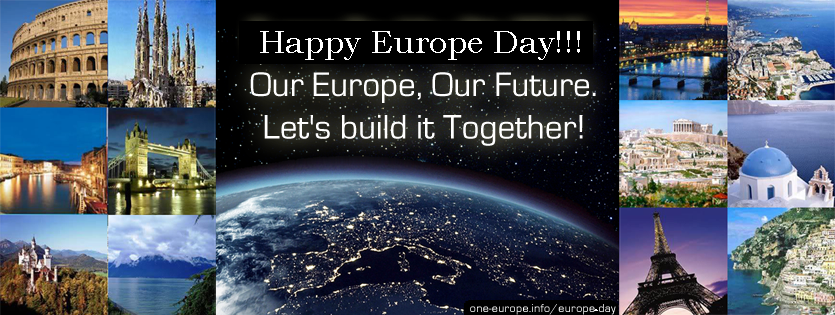 Happy Europe Day!!!
Our Europe, Our Future.
Let's build it Together!
one-europe.info/europe-day